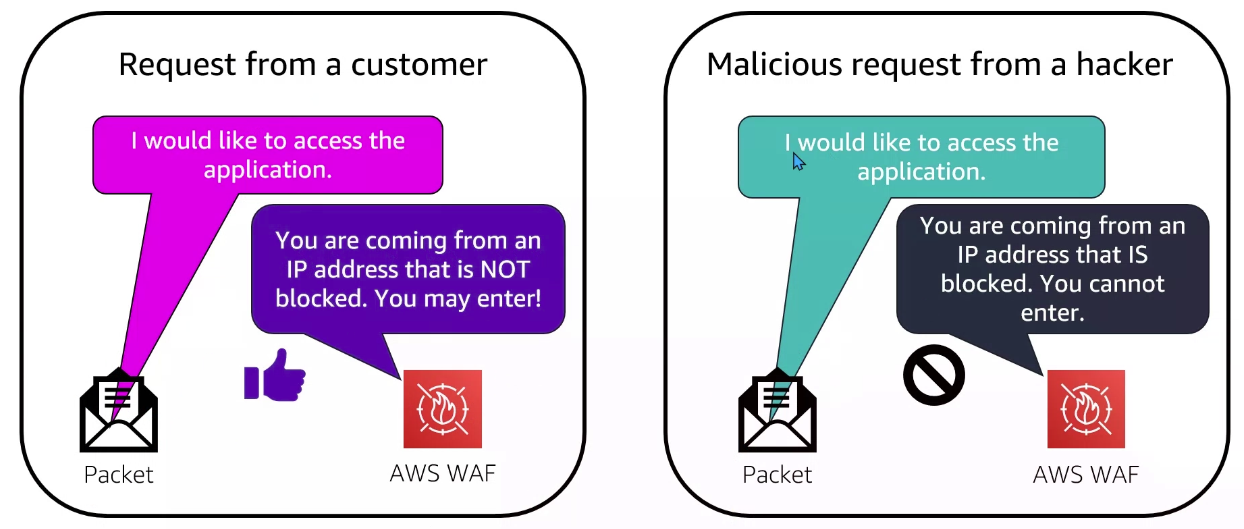 Request from a customer
I would like to access the
application.
You are coming from an
IP address that is NOT
blocked. You may enter!
Packet
AWS WAF
Malicious request from a hacker
I would like to access the
application.
You are coming from an
IP address that IS
blocked. You cannot
enter.
Packet
AWS WAF